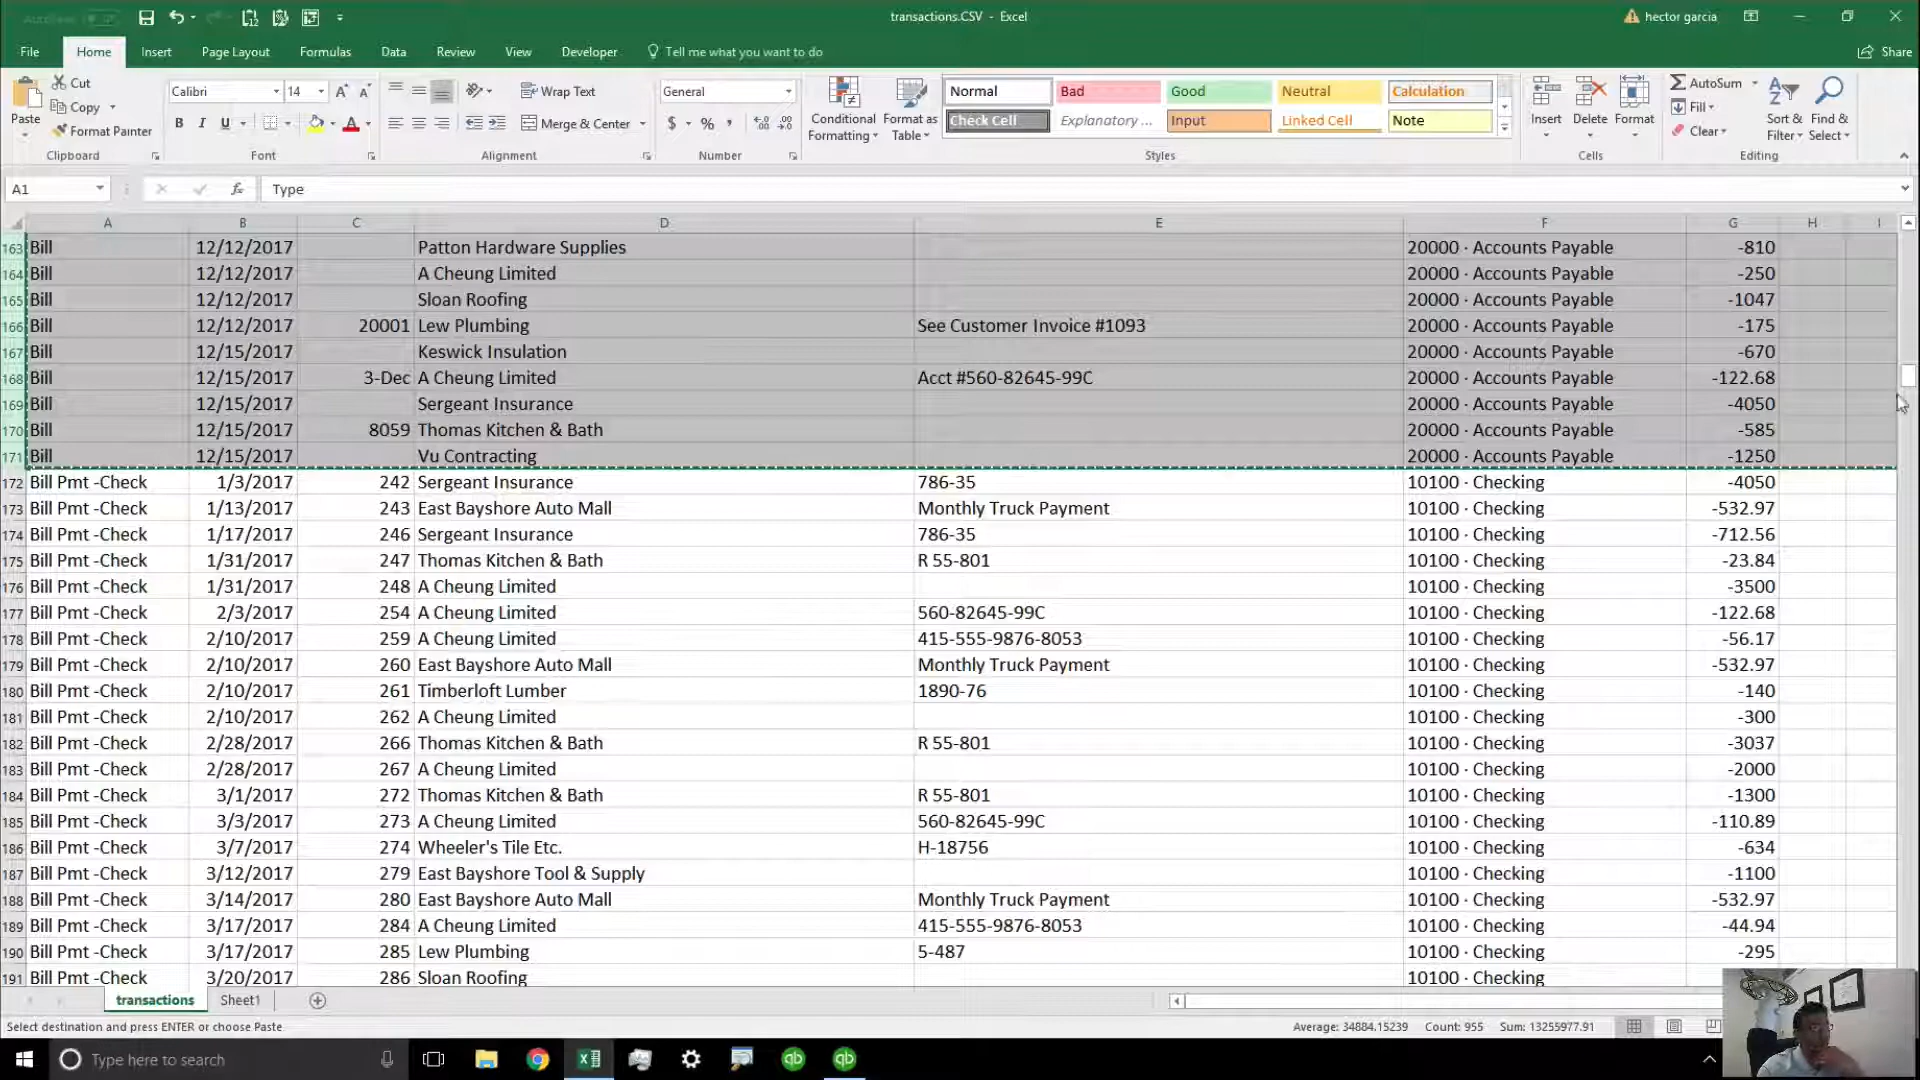 transactions.CSV - Excel
hector garcia
File Home Insert Page Layout Formulas Data Review View Developer Tell me what you want to do Share
Paste
Cut
Copy
Format Painter
Clipboard
Calibri 14
B I U
Font
Wrap Text
Merge & Center
Alignment
General
$ % ,
Number
Conditional Formatting
Format as Table
Normal Bad Good Neutral Calculation
Check Cell Explanatory ... Input Linked Cell Note
Styles
Insert Delete Format
Cells
AutoSum
Fill
Clear
Sort & Filter
Find & Select
Editing
A1 fx Type
A B C D E F G H I
163 Bill 12/12/2017 Patton Hardware Supplies 20000 · Accounts Payable -810
164 Bill 12/12/2017 A Cheung Limited 20000 · Accounts Payable -250
165 Bill 12/12/2017 Sloan Roofing 20000 · Accounts Payable -1047
166 Bill 12/12/2017 20001 Lew Plumbing See Customer Invoice #1093 20000 · Accounts Payable -175
167 Bill 12/15/2017 Keswick Insulation 20000 · Accounts Payable -670
168 Bill 12/15/2017 3-Dec A Cheung Limited Acct #560-82645-99C 20000 · Accounts Payable -122.68
169 Bill 12/15/2017 Sergeant Insurance 20000 · Accounts Payable -4050
170 Bill 12/15/2017 8059 Thomas Kitchen & Bath 20000 · Accounts Payable -585
171 Bill 12/15/2017 Vu Contracting 20000 · Accounts Payable -1250
172 Bill Pmt -Check 1/3/2017 242 Sergeant Insurance 786-35 10100 · Checking -4050
173 Bill Pmt -Check 1/13/2017 243 East Bayshore Auto Mall Monthly Truck Payment 10100 · Checking -532.97
174 Bill Pmt -Check 1/17/2017 246 Sergeant Insurance 786-35 10100 · Checking -712.56
175 Bill Pmt -Check 1/31/2017 247 Thomas Kitchen & Bath R 55-801 10100 · Checking -23.84
176 Bill Pmt -Check 1/31/2017 248 A Cheung Limited 10100 · Checking -3500
177 Bill Pmt -Check 2/3/2017 254 A Cheung Limited 560-82645-99C 10100 · Checking -122.68
178 Bill Pmt -Check 2/10/2017 259 A Cheung Limited 415-555-9876-8053 10100 · Checking -56.17
179 Bill Pmt -Check 2/10/2017 260 East Bayshore Auto Mall Monthly Truck Payment 10100 · Checking -532.97
180 Bill Pmt -Check 2/10/2017 261 Timberloft Lumber 1890-76 10100 · Checking -140
181 Bill Pmt -Check 2/10/2017 262 A Cheung Limited 10100 · Checking -300
182 Bill Pmt -Check 2/28/2017 266 Thomas Kitchen & Bath R 55-801 10100 · Checking -3037
183 Bill Pmt -Check 2/28/2017 267 A Cheung Limited 10100 · Checking -2000
184 Bill Pmt -Check 3/1/2017 272 Thomas Kitchen & Bath R 55-801 10100 · Checking -1300
185 Bill Pmt -Check 3/3/2017 273 A Cheung Limited 560-82645-99C 10100 · Checking -110.89
186 Bill Pmt -Check 3/7/2017 274 Wheeler's Tile Etc. H-18756 10100 · Checking -634
187 Bill Pmt -Check 3/12/2017 279 East Bayshore Tool & Supply 10100 · Checking -1100
188 Bill Pmt -Check 3/14/2017 280 East Bayshore Auto Mall Monthly Truck Payment 10100 · Checking -532.97
189 Bill Pmt -Check 3/17/2017 284 A Cheung Limited 415-555-9876-8053 10100 · Checking -44.94
190 Bill Pmt -Check 3/17/2017 285 Lew Plumbing 5-487 10100 · Checking -295
191 Bill Pmt -Check 3/20/2017 286 Sloan Roofing 10100 · Checking
transactions Sheet1
Select destination and press ENTER or choose Paste Average: 34884.15239 Count: 955 Sum: 13255977.91
Type here to search